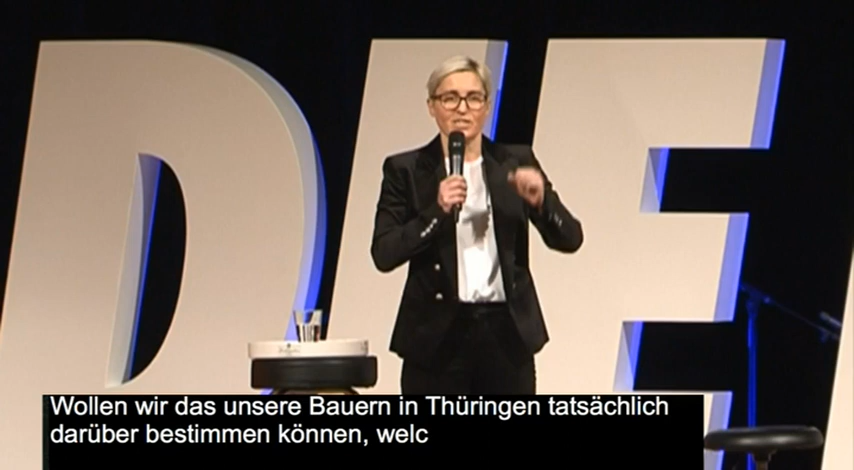 DIE
Wollen wir das unsere Bauern in Thüringen tatsächlich
darüber bestimmen können, welc